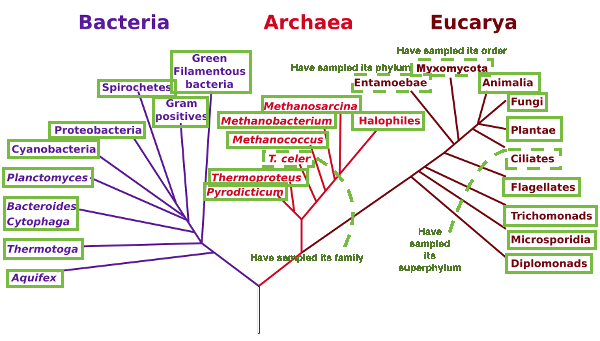 Bacteria
Archaea
Eucarya
Have sampled its order
Green
Filamentous
bacteria
Have sampled its phylum
Myxomycota
Spirochetes
Entamoebae
Animalia
Gram
positives
Methanosarcina
Fungi
Methanobacterium
Halophiles
Proteobacteria
Plantae
Cyanobacteria
Methanococcus
T. celer
Ciliates
Planctomyces
Thermoproteus
Pyrodicticum
Flagellates
Bacteroides
Cytophaga
Trichomonads
Have
sampled
its
superphylum
Microsporidia
Thermotoga
Have sampled its family
Diplomonads
Aquifex